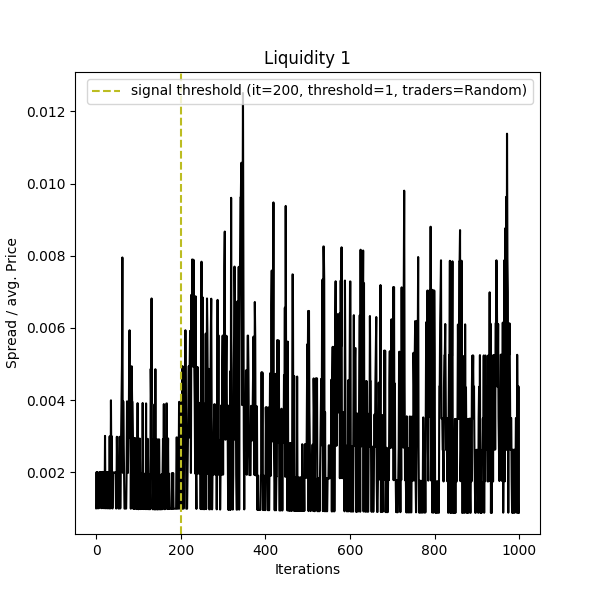 Liquidity 1
signal threshold (it=200, threshold=1, traders=Random)
0.012
0.010
0.008
0.006
0.004
0.002
Spread / avg. Price
0 200 400 600 800 1000
Iterations